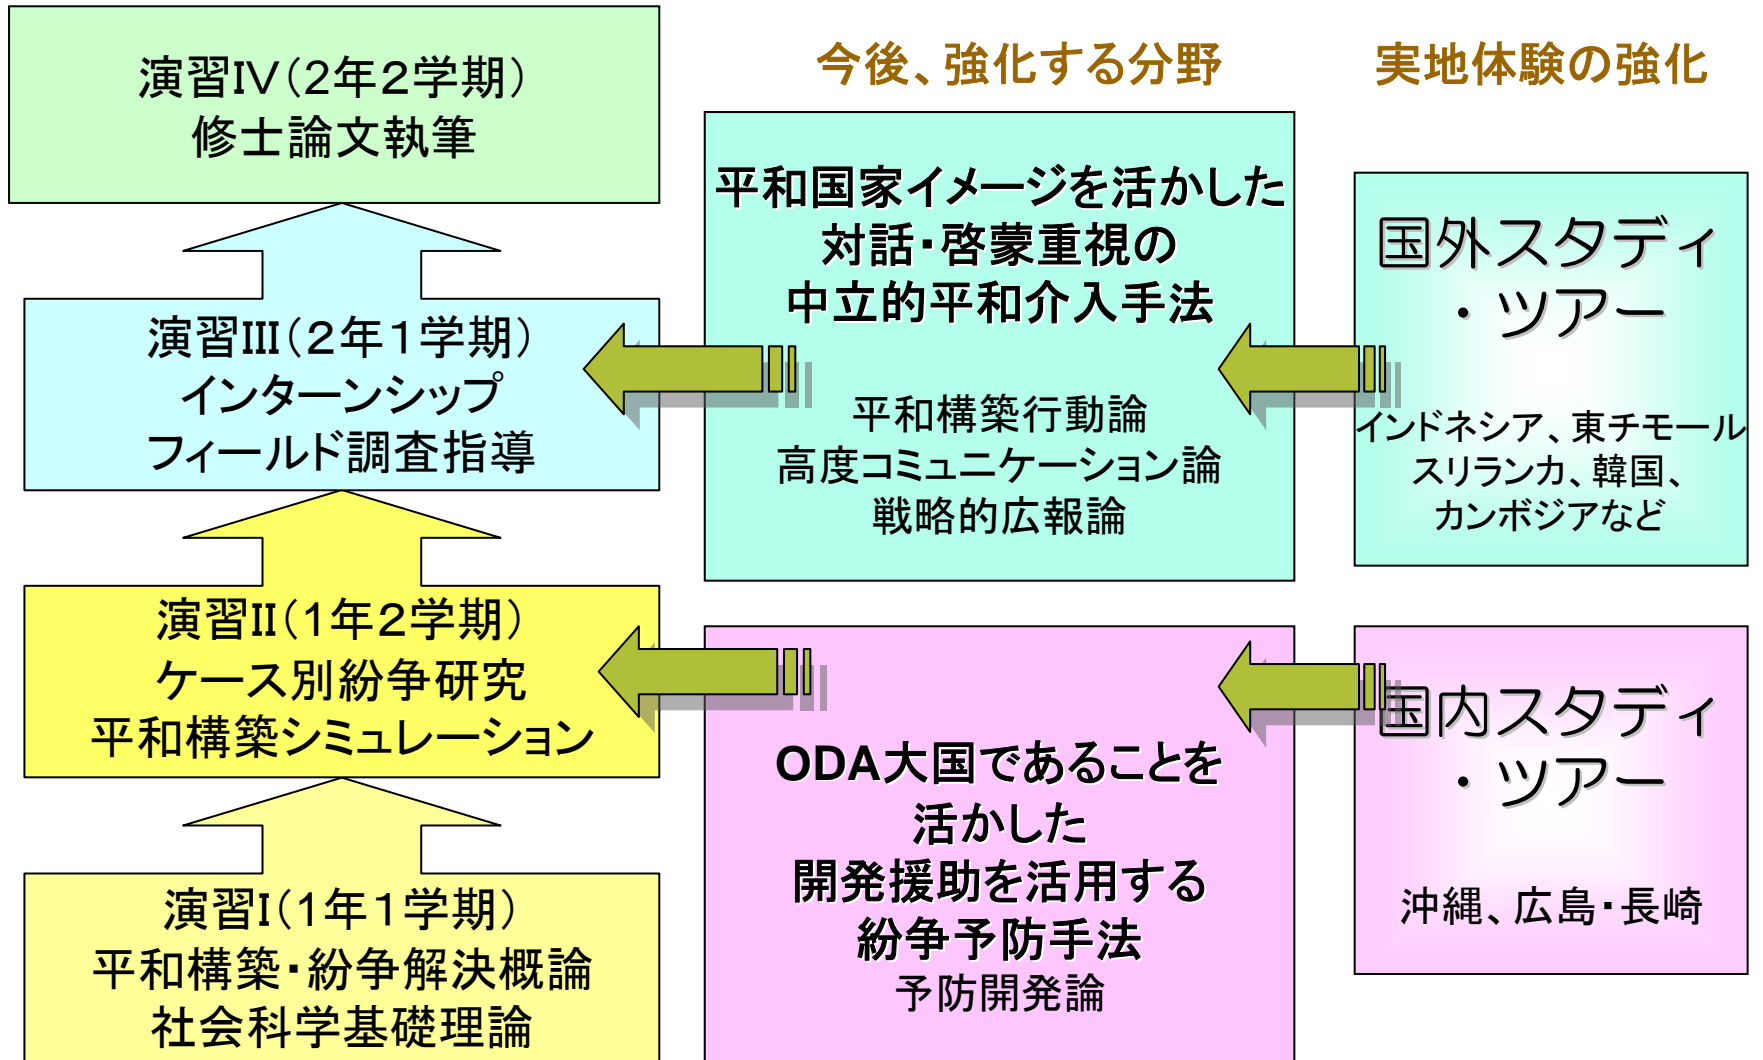 演習Ⅳ(2年2学期)
修士論文執筆
演習III(2年1学期)
インターンシップ
フィールド調査指導
演習II(1年2学期)
ケース別紛争研究
平和構築シミュレーション
演習I(1年1学期)
平和構築・紛争解決概論
社会科学基礎理論
今後、強化する分野
平和国家イメージを活かした
対話・啓蒙重視の
中立的平和介入手法
平和構築行動論
高度コミュニケーション論
戦略的広報論
ODA大国であることを
活かした
開発援助を活用する
紛争予防手法
予防開発論
実地体験の強化
国外スタディ
・ツアー
インドネシア、東チモール
スリランカ、韓国、
カンボジアなど
国内スタディ
・ツアー
沖縄、広島・長崎